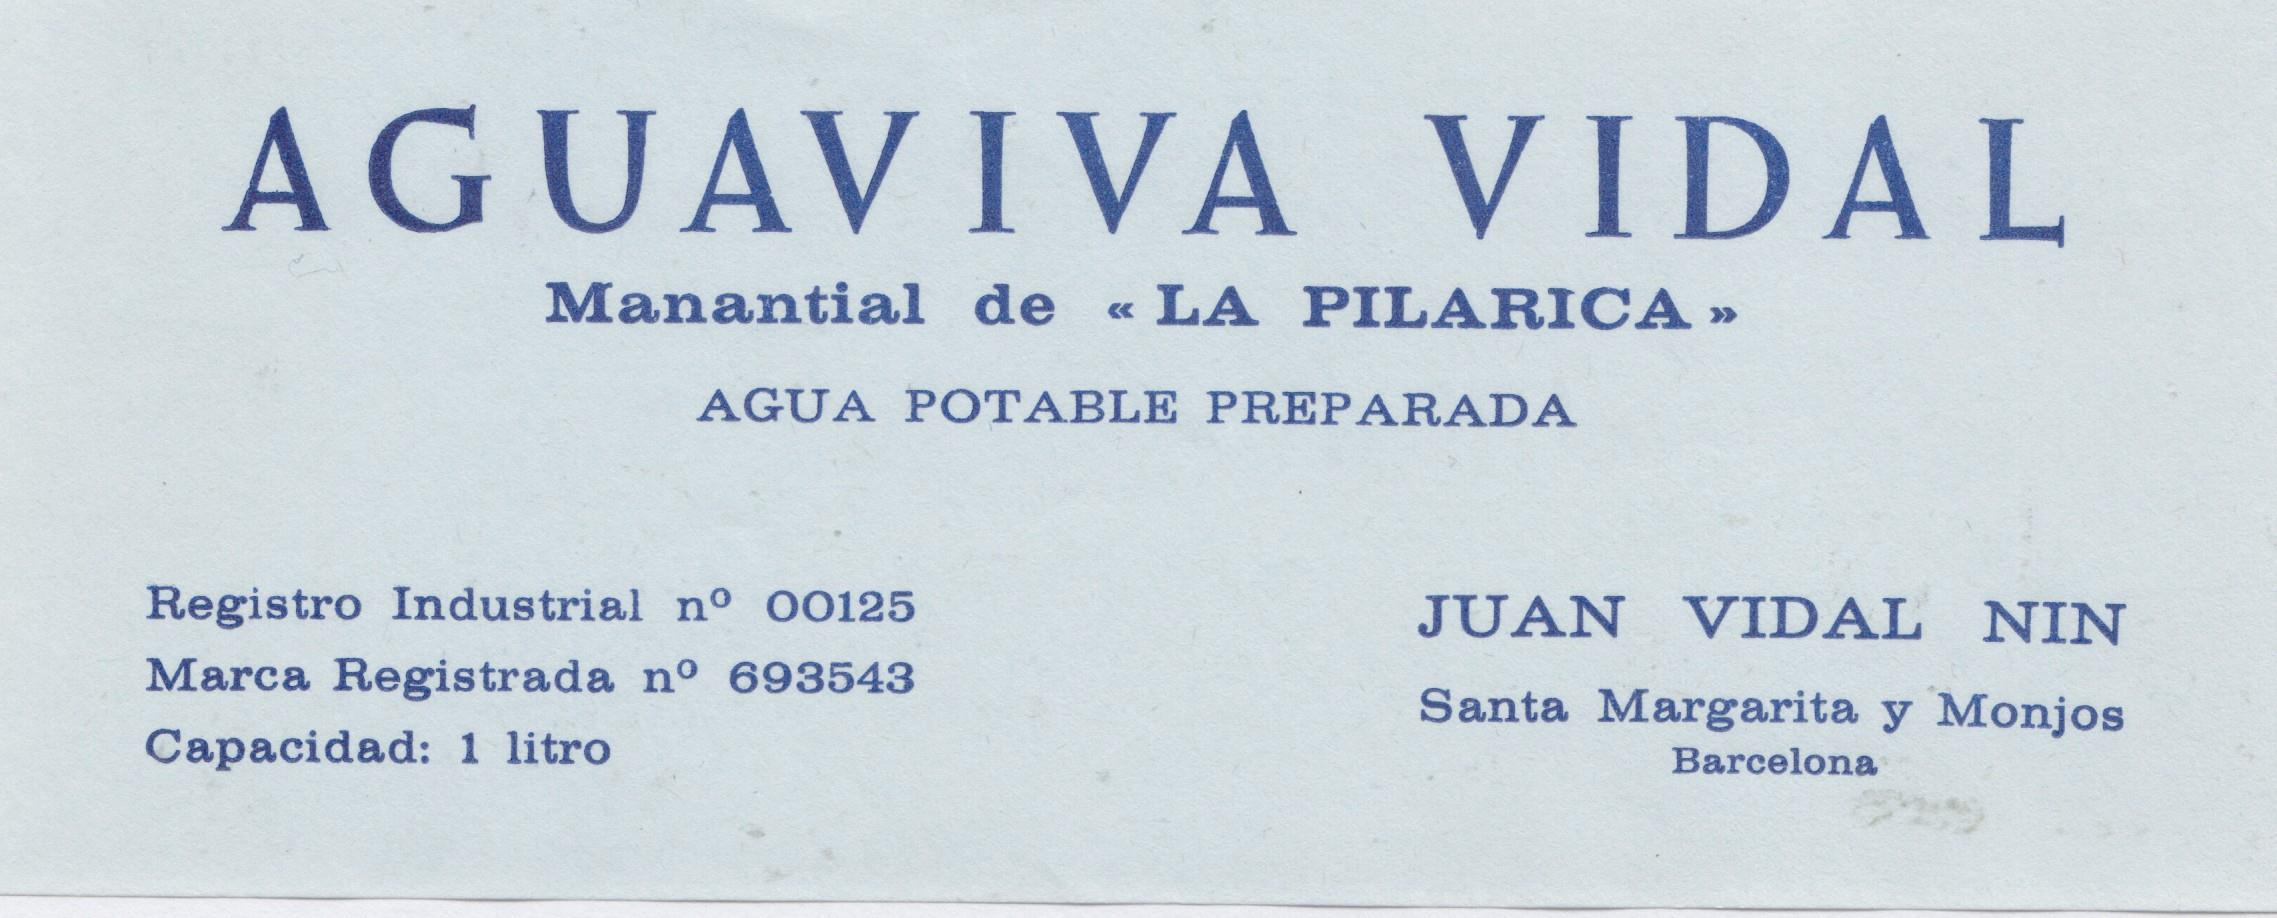 AGUAVIVA VIDAL
Manantial de « LA PILARICA »
AGUA POTABLE PREPARADA
Registro Industrial nº 00125
Marca Registrada nº 693543
Capacidad: 1 litro
JUAN VIDAL NIN
Santa Margarita y Monjos
Barcelona